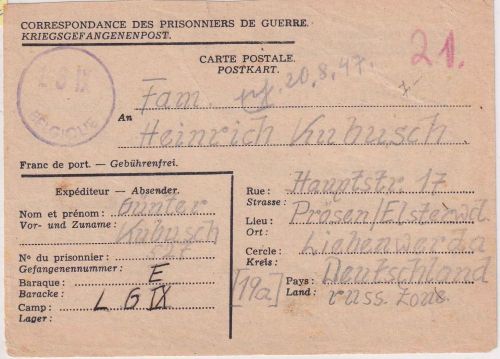 CORRESPONDANCE DES PRISONNIERS DE GUERRE.
KRIEGSGEFANGENENPOST.
21.
CARTE POSTALE.
POSTKART.
L G IX
BELGIQUE
20.8.47.
Fam.
An
Heinrich Kubusch
Franc de port. — Gebührenfrei.
Expéditeur — Absender.
Nom et prénom: Günter
Vor- und Zuname: Kubusch
No du prisonnier:
Gefangenennummer:
Baraque: E
Baracke:
Camp: L G IX
Lager:
[19a]
Rue: Hauptstr. 17
Strasse:
Lieu: Prösen/Elsterwd.
Ort:
Cercle: Liebenwerda
Kreis:
Pays: Deutschland
Land: russ. Zone.